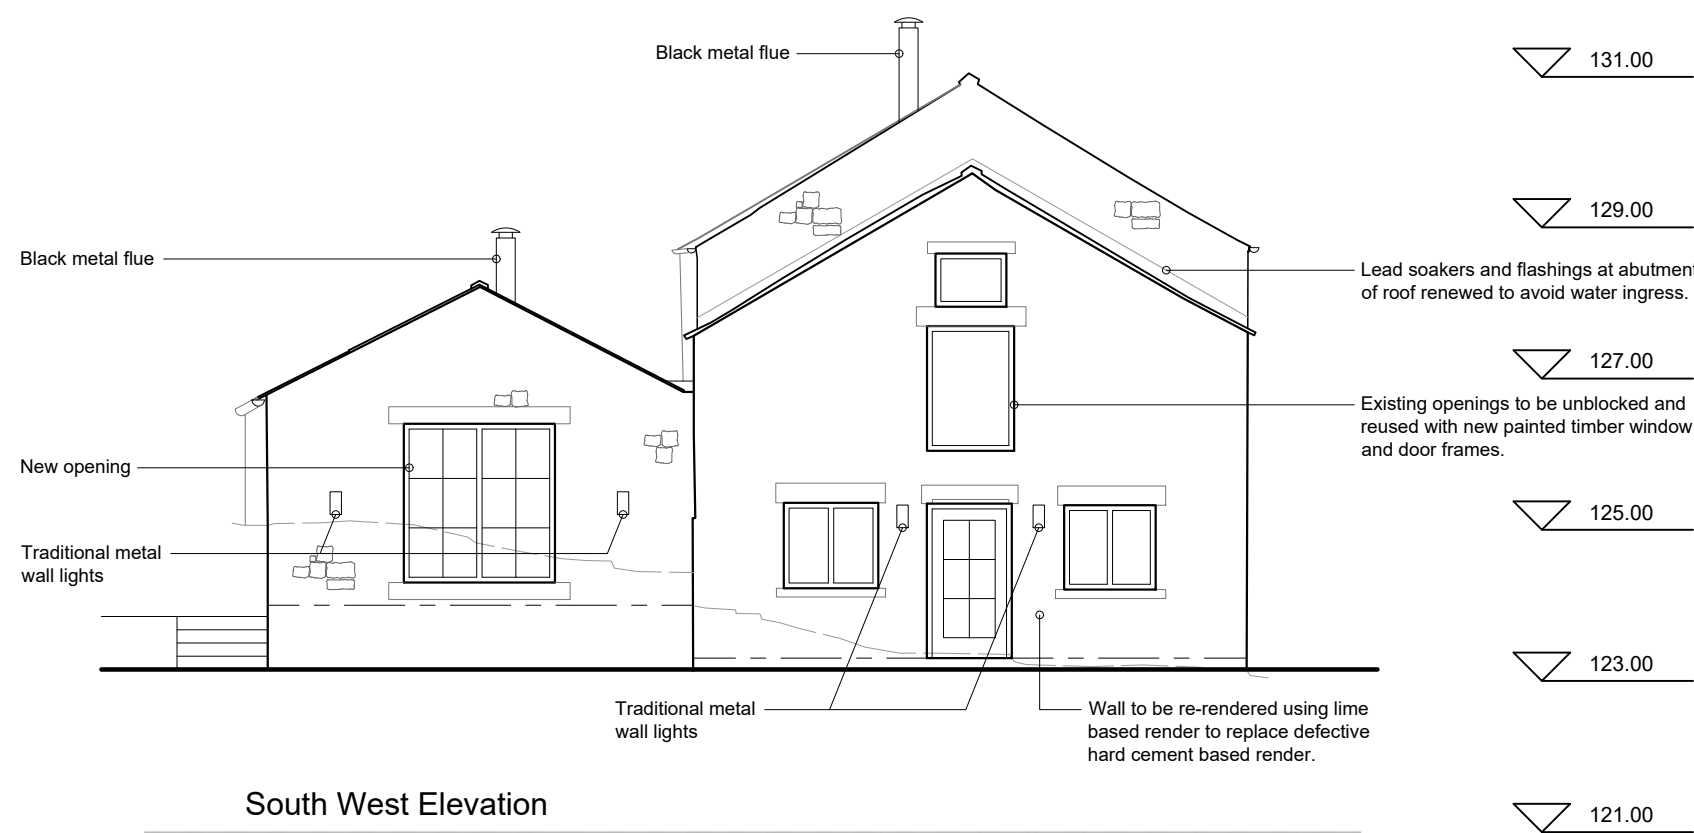 Black metal flue
131.00
129.00
Black metal flue
Lead soakers and flashings at abutment
of roof renewed to avoid water ingress.
127.00
Existing openings to be unblocked and
reused with new painted timber window
and door frames.
New opening
125.00
Traditional metal
wall lights
123.00
Traditional metal
wall lights
Wall to be re-rendered using lime
based render to replace defective
hard cement based render.
South West Elevation
121.00